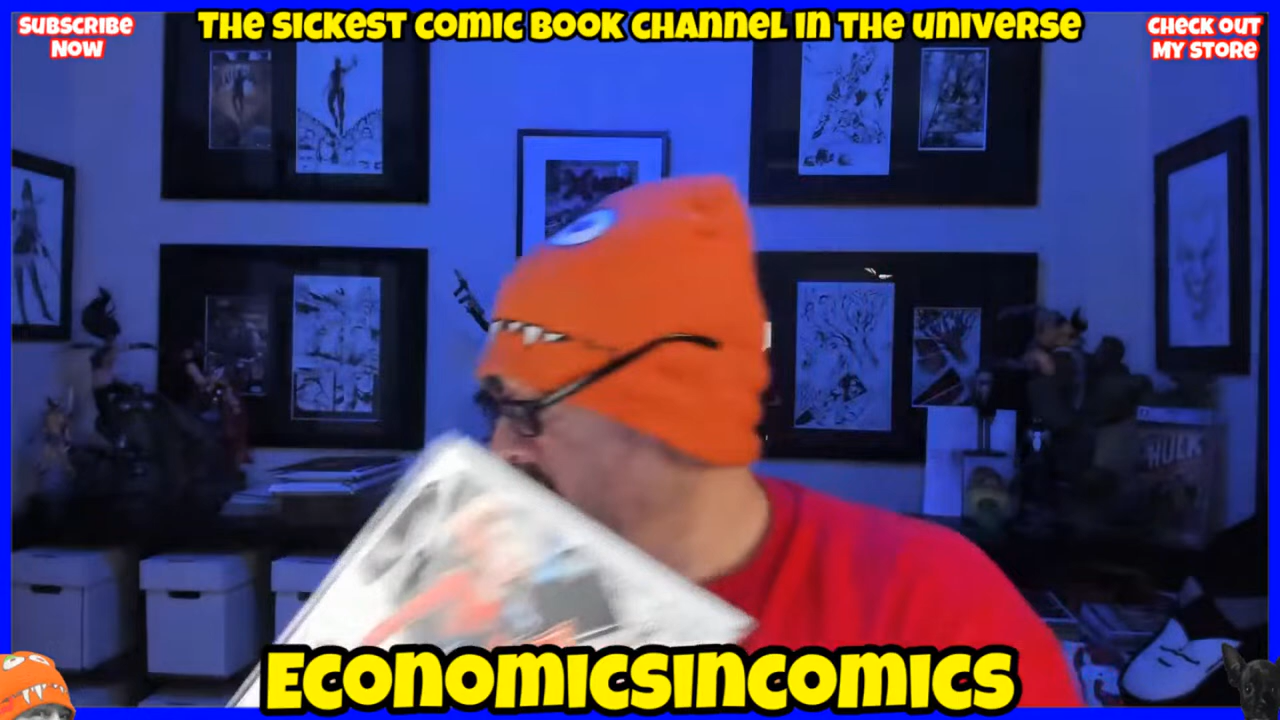 SUBSCRIBE
NOW
THE SICKEST COMIC BOOK CHANNEL IN THE UNIVERSE
CHECK OUT
MY STORE
HULK
EconomicsInComics